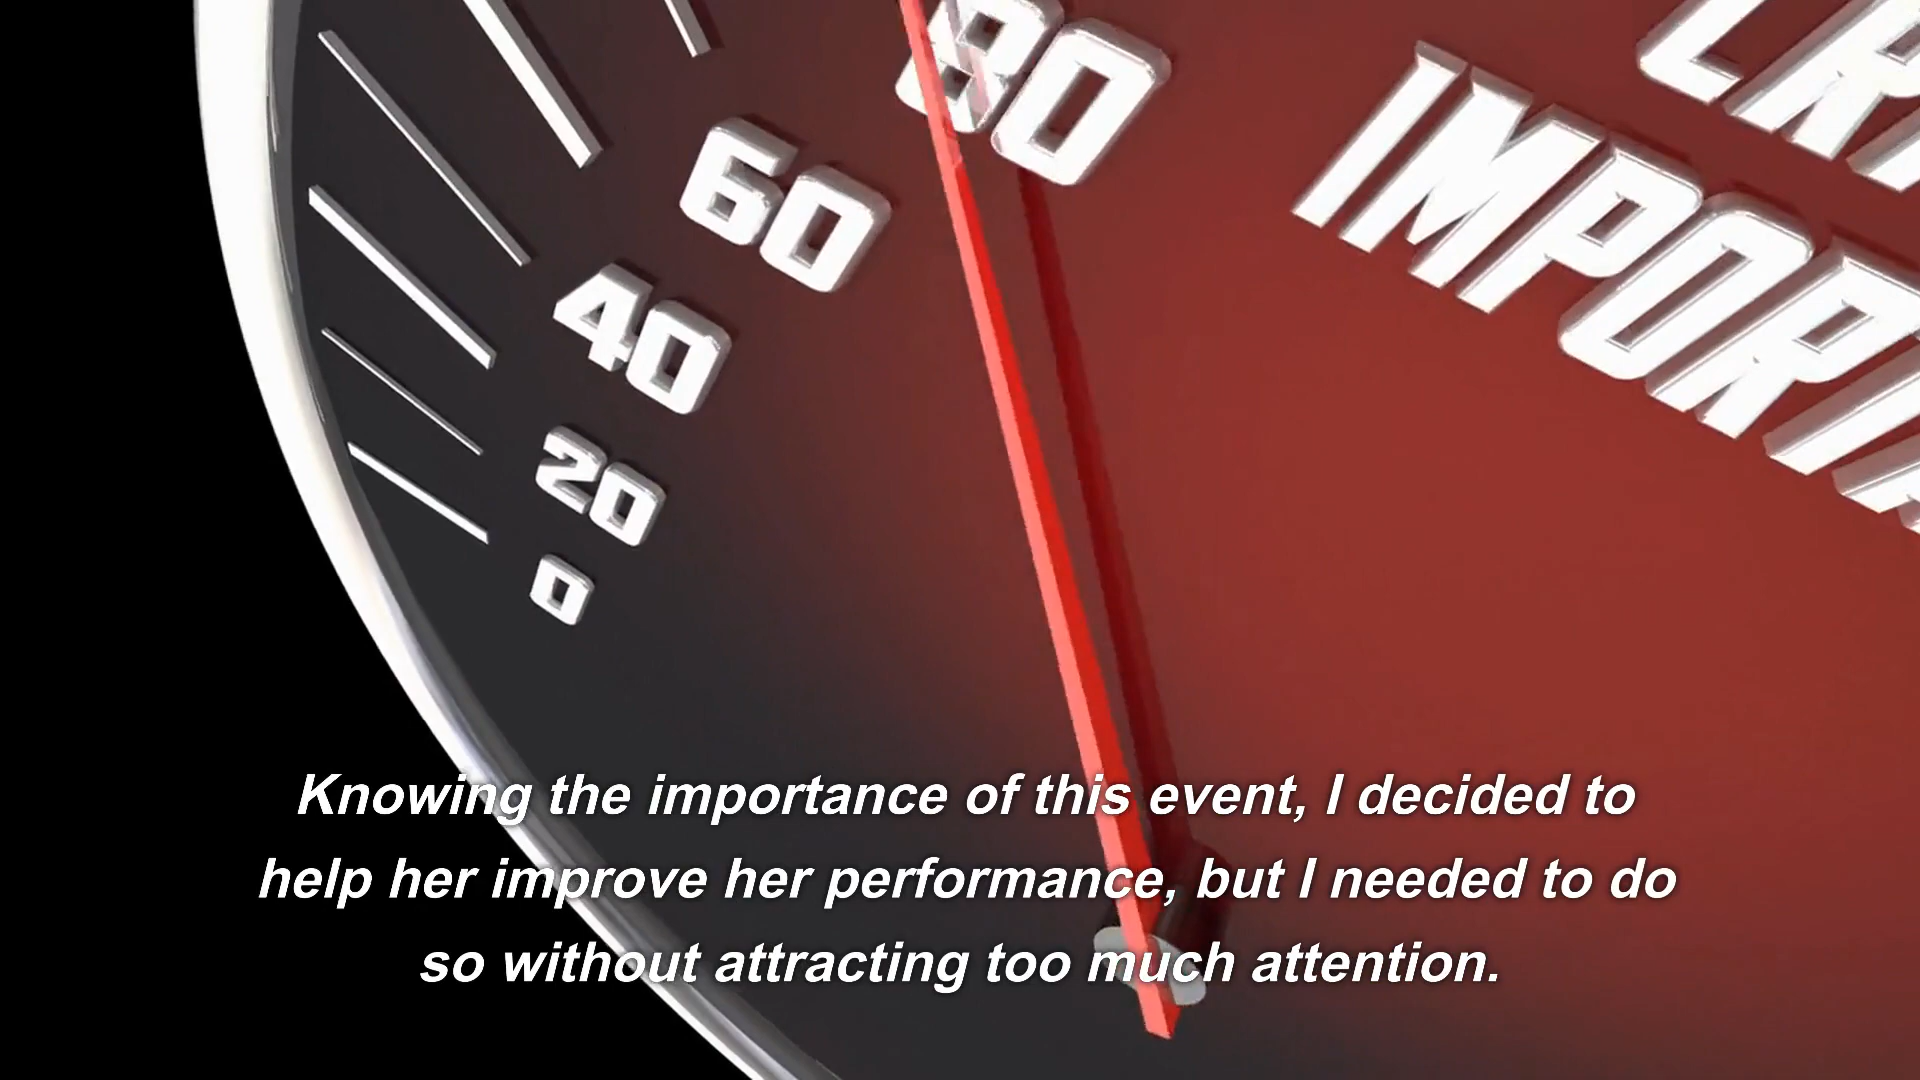 80
60
40
20
0
Knowing the importance of this event, I decided to
help her improve her performance, but I needed to do
so without attracting too much attention.